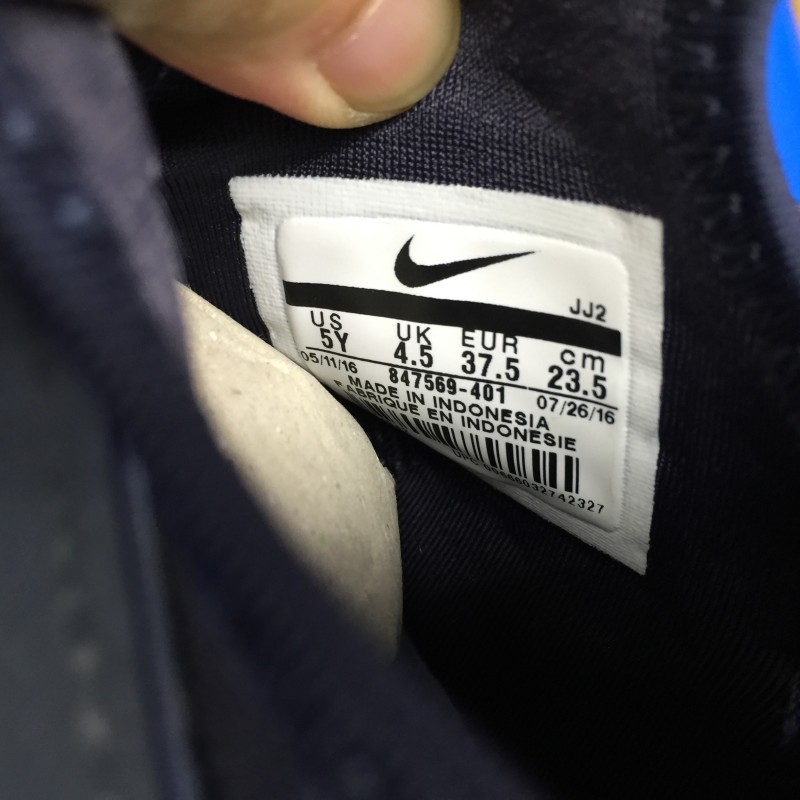 JJ2
US UK EUR cm
5Y 4.5 37.5 23.5
05/11/16 847569-401 07/26/16
MADE IN INDONESIA
FABRIQUE EN INDONESIE